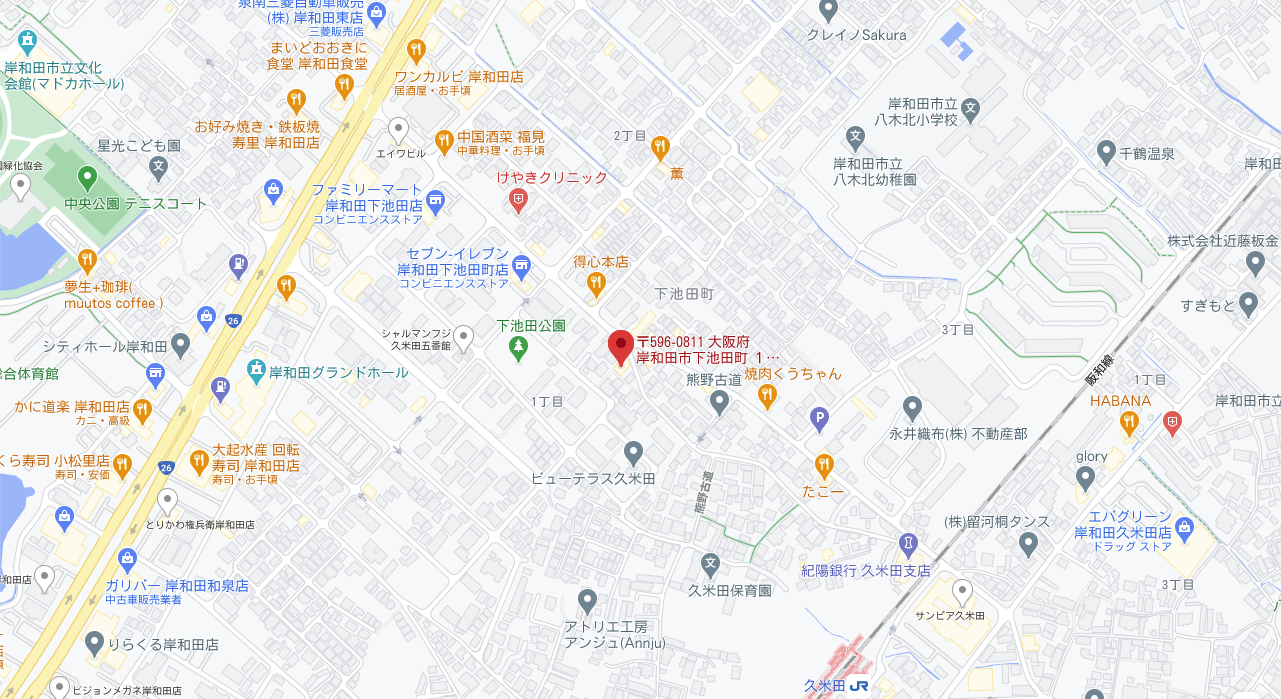 泉南三菱自動車販売
(株) 岸和田東店
三菱販売店
クレイノSakura
岸和田市立文化
会館(マドカホール)
まいどおおきに
食堂 岸和田食堂
ワンカルビ 岸和田店
居酒屋・お手頃
お好み焼き・鉄板焼
寿里 岸和田店
エイワビル
中国酒菜 福見
中華料理・お手頃
2丁目
薫
岸和田市立
八木北小学校
岸和田市立
八木北幼稚園
千鶴温泉
岸和田
星光こども園
緑化協会
中央公園 テニスコート
けやきクリニック
ファミリーマート
岸和田下池田店
コンビニエンスストア
セブン-イレブン
岸和田下池田町店
コンビニエンスストア
得心本店
下池田町
株式会社近藤板金
すぎもと
夢生+珈琲(
muutos coffee )
26
シティホール岸和田
シャルマンフジ
久米田五番館
下池田公園
〒596-0811 大阪府
岸和田市下池田町 １…
3丁目
阪和線
総合体育館
岸和田グランドホール
熊野古道
焼肉くうちゃん
1丁目
HABANA
岸和田市立
かに道楽 岸和田店
カニ・高級
1丁目
P
永井織布(株) 不動産部
くら寿司 小松里店
寿司・安価
26
大起水産 回転
寿司 岸和田店
寿司・お手頃
ビューテラス久米田
熊野古道
たこ一
glory
とりかわ権兵衛岸和田店
(株)留河桐タンス
エバグリーン
岸和田久米田店
ドラッグ ストア
紀陽銀行 久米田支店
岸和田店
ガリバー 岸和田和泉店
中古車販売業者
久米田保育園
3丁目
サンピア久米田
アトリエ工房
アンジュ(Annju)
りらくる岸和田店
久米田 JR
ビジョンメガネ岸和田店